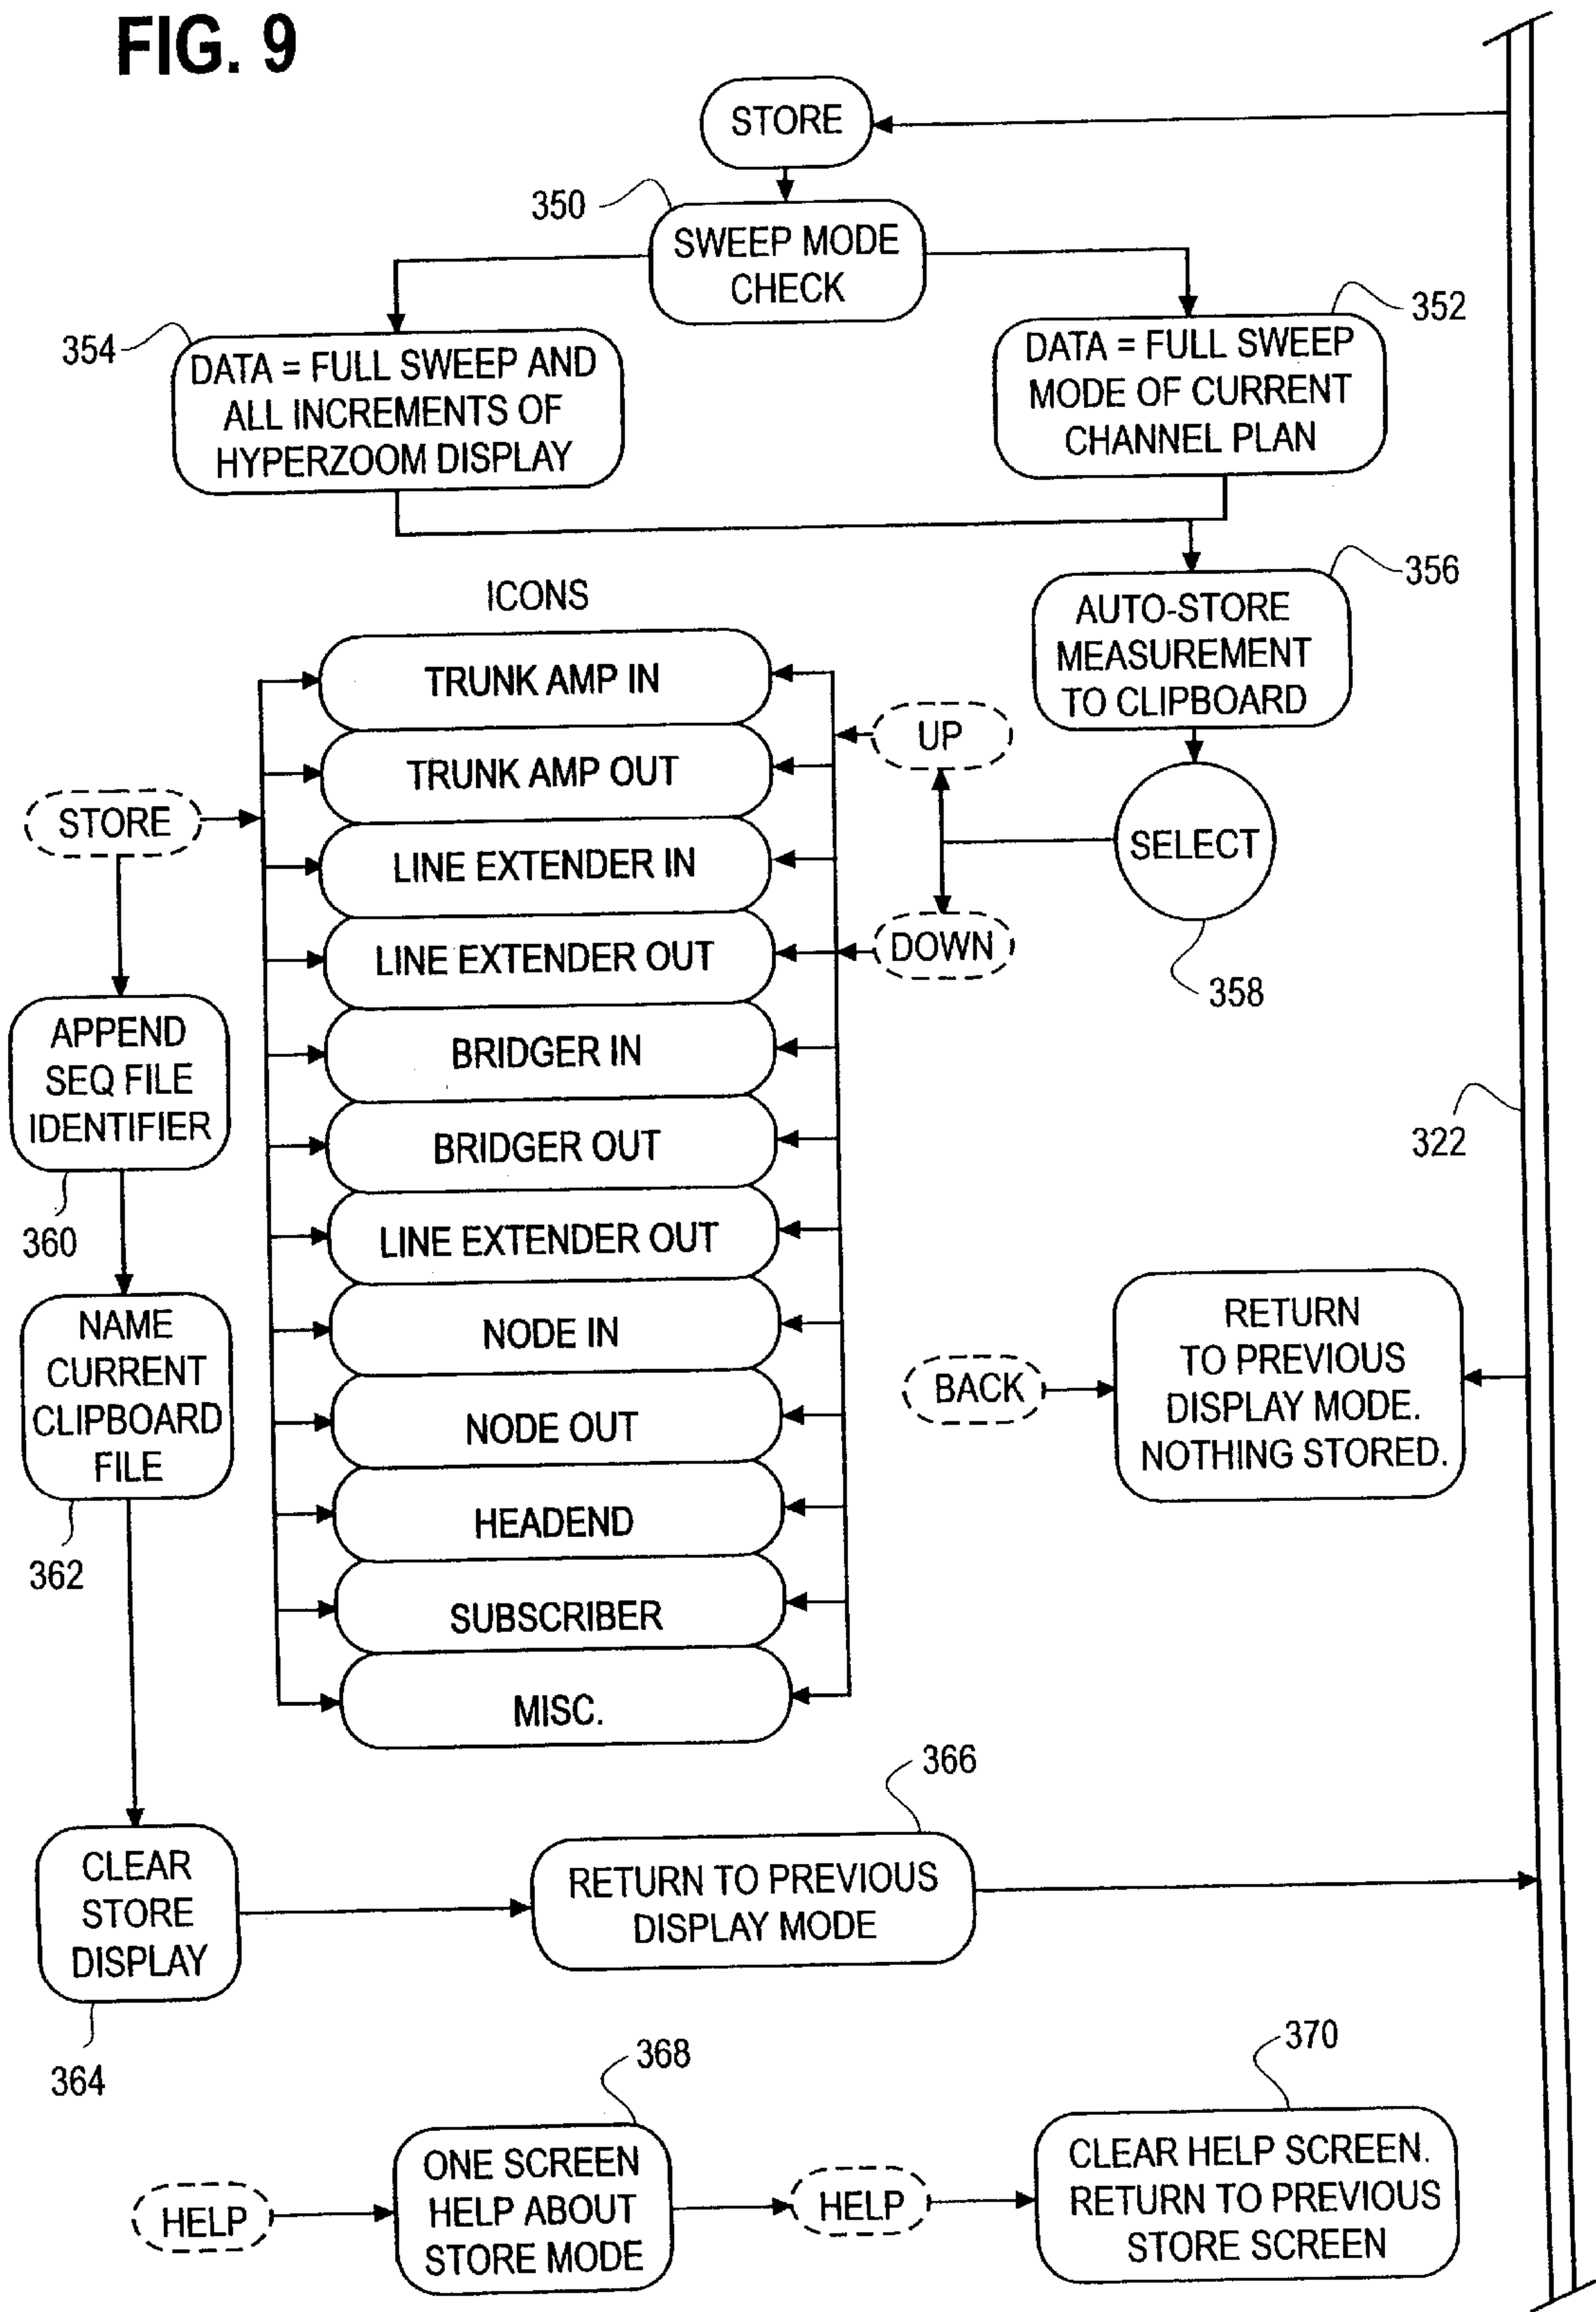 FIG. 9
STORE
350
SWEEP MODE
CHECK
354
DATA = FULL SWEEP AND
ALL INCREMENTS OF
HYPERZOOM DISPLAY
352
DATA = FULL SWEEP
MODE OF CURRENT
CHANNEL PLAN
356
AUTO-STORE
MEASUREMENT
TO CLIPBOARD
ICONS
TRUNK AMP IN
TRUNK AMP OUT
LINE EXTENDER IN
LINE EXTENDER OUT
BRIDGER IN
BRIDGER OUT
LINE EXTENDER OUT
NODE IN
NODE OUT
HEADEND
SUBSCRIBER
MISC.
UP
DOWN
SELECT
358
STORE
APPEND
SEQ FILE
IDENTIFIER
360
NAME
CURRENT
CLIPBOARD
FILE
362
322
BACK
RETURN
TO PREVIOUS
DISPLAY MODE.
NOTHING STORED.
CLEAR
STORE
DISPLAY
364
366
RETURN TO PREVIOUS
DISPLAY MODE
HELP
368
ONE SCREEN
HELP ABOUT
STORE MODE
HELP
370
CLEAR HELP SCREEN.
RETURN TO PREVIOUS
STORE SCREEN